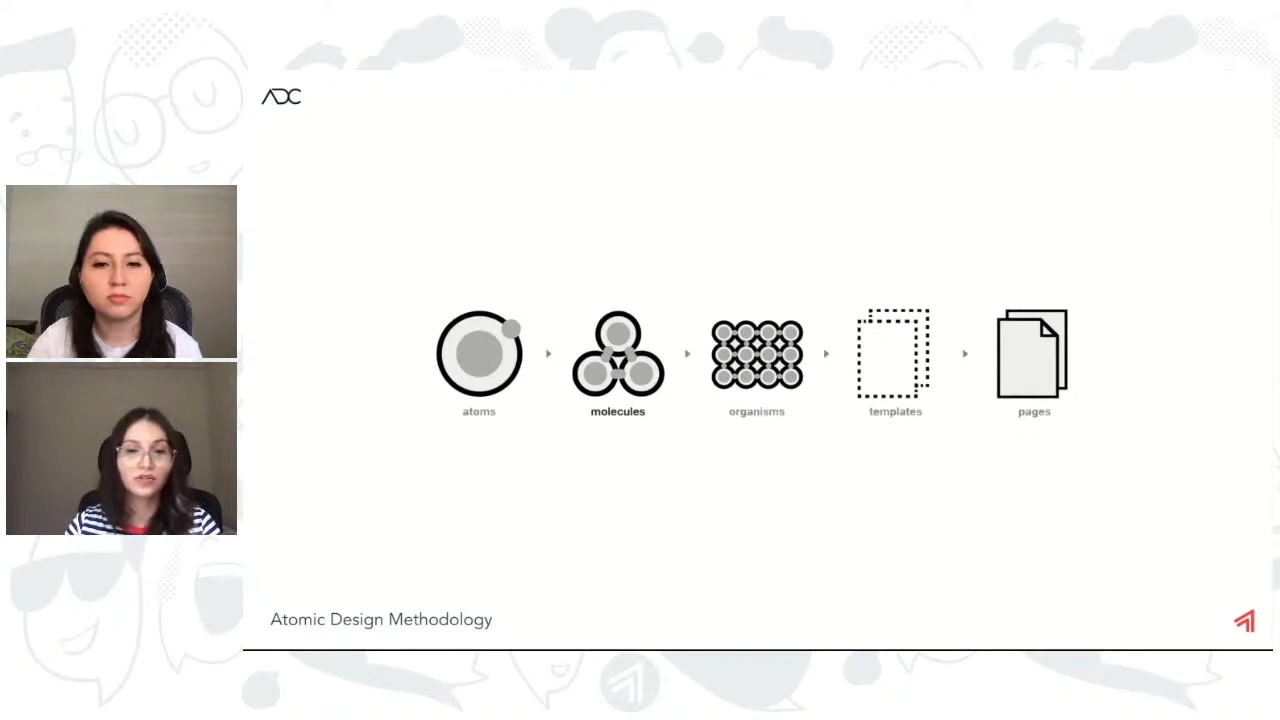 ADC
atoms
molecules
organisms
templates
pages
Atomic Design Methodology